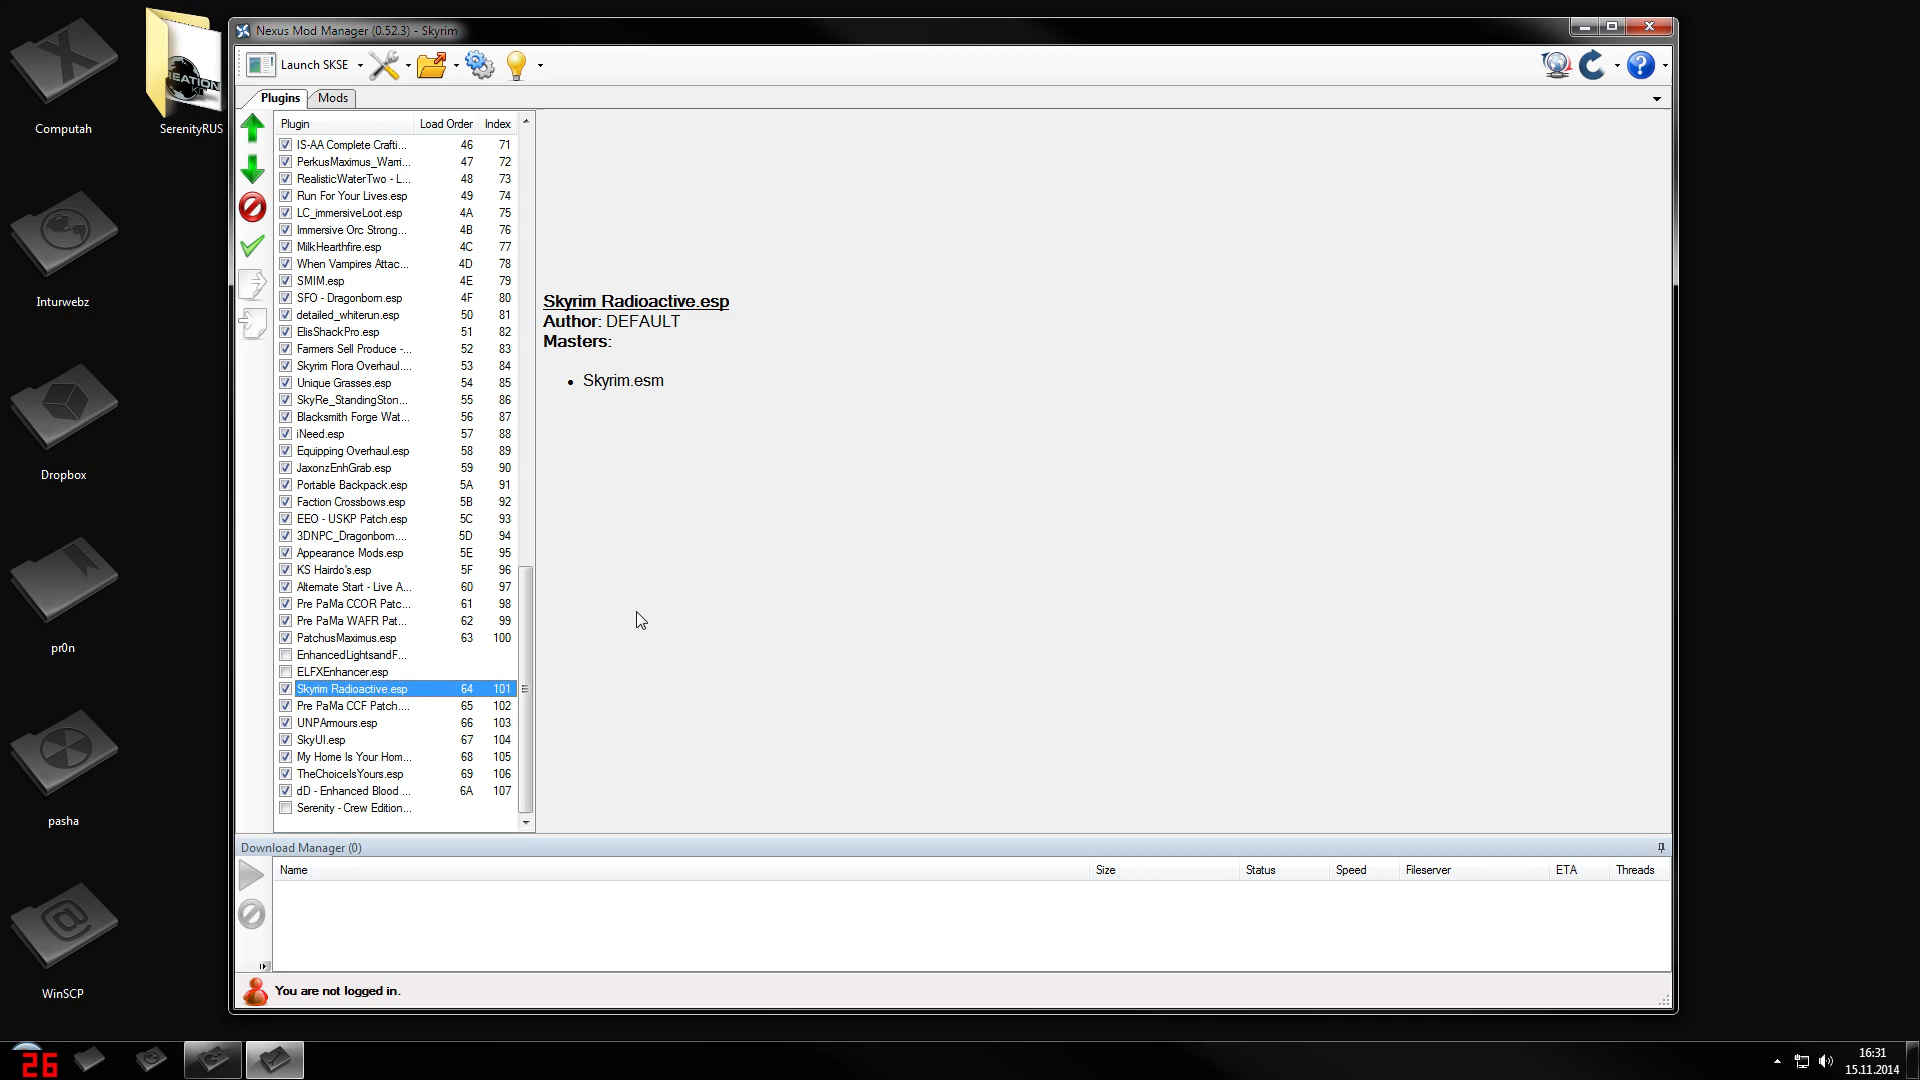 Computah
SerenityRUS
Inturwebz
Dropbox
pr0n
pasha
WinSCP
Nexus Mod Manager (0.52.3) - Skyrim
Launch SKSE
Plugins Mods
Plugin Load Order Index
IS-AA Complete Crafti... 46 71
PerkusMaximus_Warri... 47 72
RealisticWaterTwo - L... 48 73
Run For Your Lives.esp 49 74
LC_immersiveLoot.esp 4A 75
Immersive Orc Strong... 4B 76
MilkHearthfire.esp 4C 77
When Vampires Attac... 4D 78
SMIM.esp 4E 79
SFO - Dragonborn.esp 4F 80
detailed_whiterun.esp 50 81
ElisShackPro.esp 51 82
Farmers Sell Produce -... 52 83
Skyrim Flora Overhaul.... 53 84
Unique Grasses.esp 54 85
SkyRe_StandingSton... 55 86
Blacksmith Forge Wat... 56 87
iNeed.esp 57 88
Equipping Overhaul.esp 58 89
JaxonzEnhGrab.esp 59 90
Portable Backpack.esp 5A 91
Faction Crossbows.esp 5B 92
EEO - USKP Patch.esp 5C 93
3DNPC_Dragonborn.... 5D 94
Appearance Mods.esp 5E 95
KS Hairdo's.esp 5F 96
Alternate Start - Live A... 60 97
Pre PaMa CCOR Patc... 61 98
Pre PaMa WAFR Pat... 62 99
PatchusMaximus.esp 63 100
EnhancedLightsandF...
ELFXEnhancer.esp
Skyrim Radioactive.esp 64 101
Pre PaMa CCF Patch.... 65 102
UNPArmours.esp 66 103
SkyUI.esp 67 104
My Home Is Your Hom... 68 105
TheChoiceIsYours.esp 69 106
dD - Enhanced Blood ... 6A 107
Serenity - Crew Edition...
Skyrim Radioactive.esp
Author: DEFAULT
Masters:
• Skyrim.esm
Download Manager (0)
Name Size Status Speed Fileserver ETA Threads
You are not logged in.
26
16:31
15.11.2014